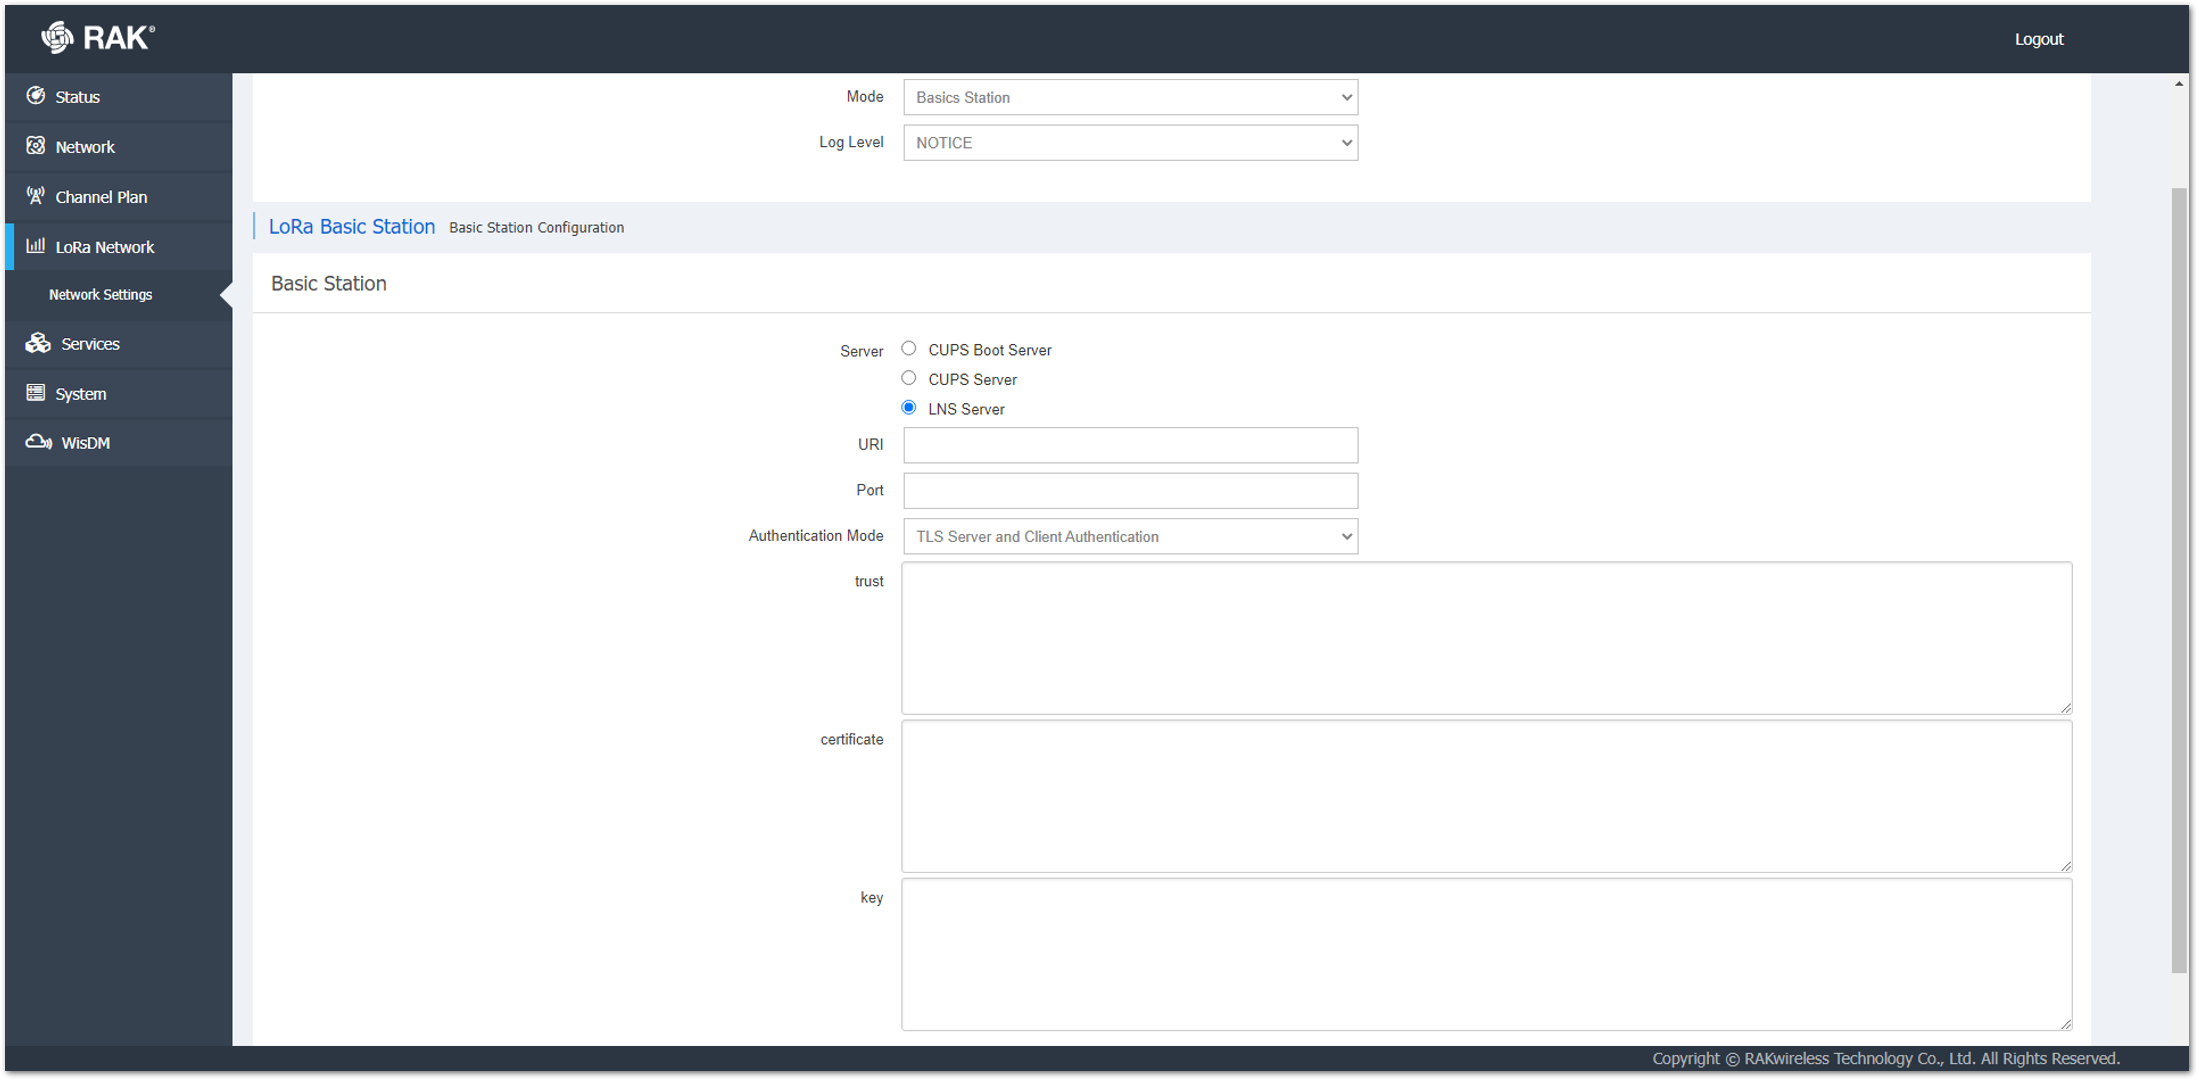 RAK®
Logout
Status
Network
Channel Plan
LoRa Network
Network Settings
Services
System
WisDM
Mode
Basics Station
Log Level
NOTICE
LoRa Basic Station Basic Station Configuration
Basic Station
Server
CUPS Boot Server
CUPS Server
LNS Server
URI
Port
Authentication Mode
TLS Server and Client Authentication
trust
certificate
key
Copyright © RAKwireless Technology Co., Ltd. All Rights Reserved.